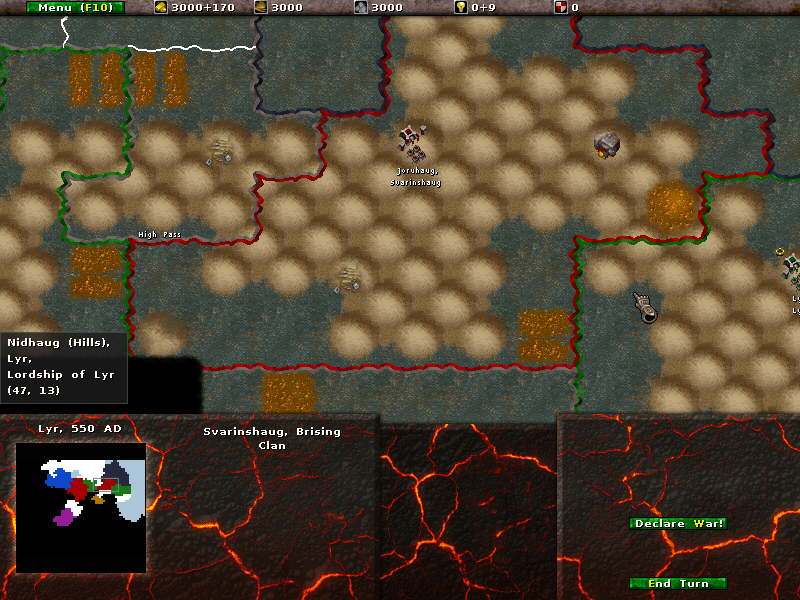 Menu (F10)
3000+170
3000
3000
0+9
0
Joruhaug,
Svarinshaug
High Pass
Nidhaug (Hills),
Lyr,
Lordship of Lyr
(47, 13)
Lyr, 550 AD
Svarinshaug, Brising
Clan
Declare War!
End Turn